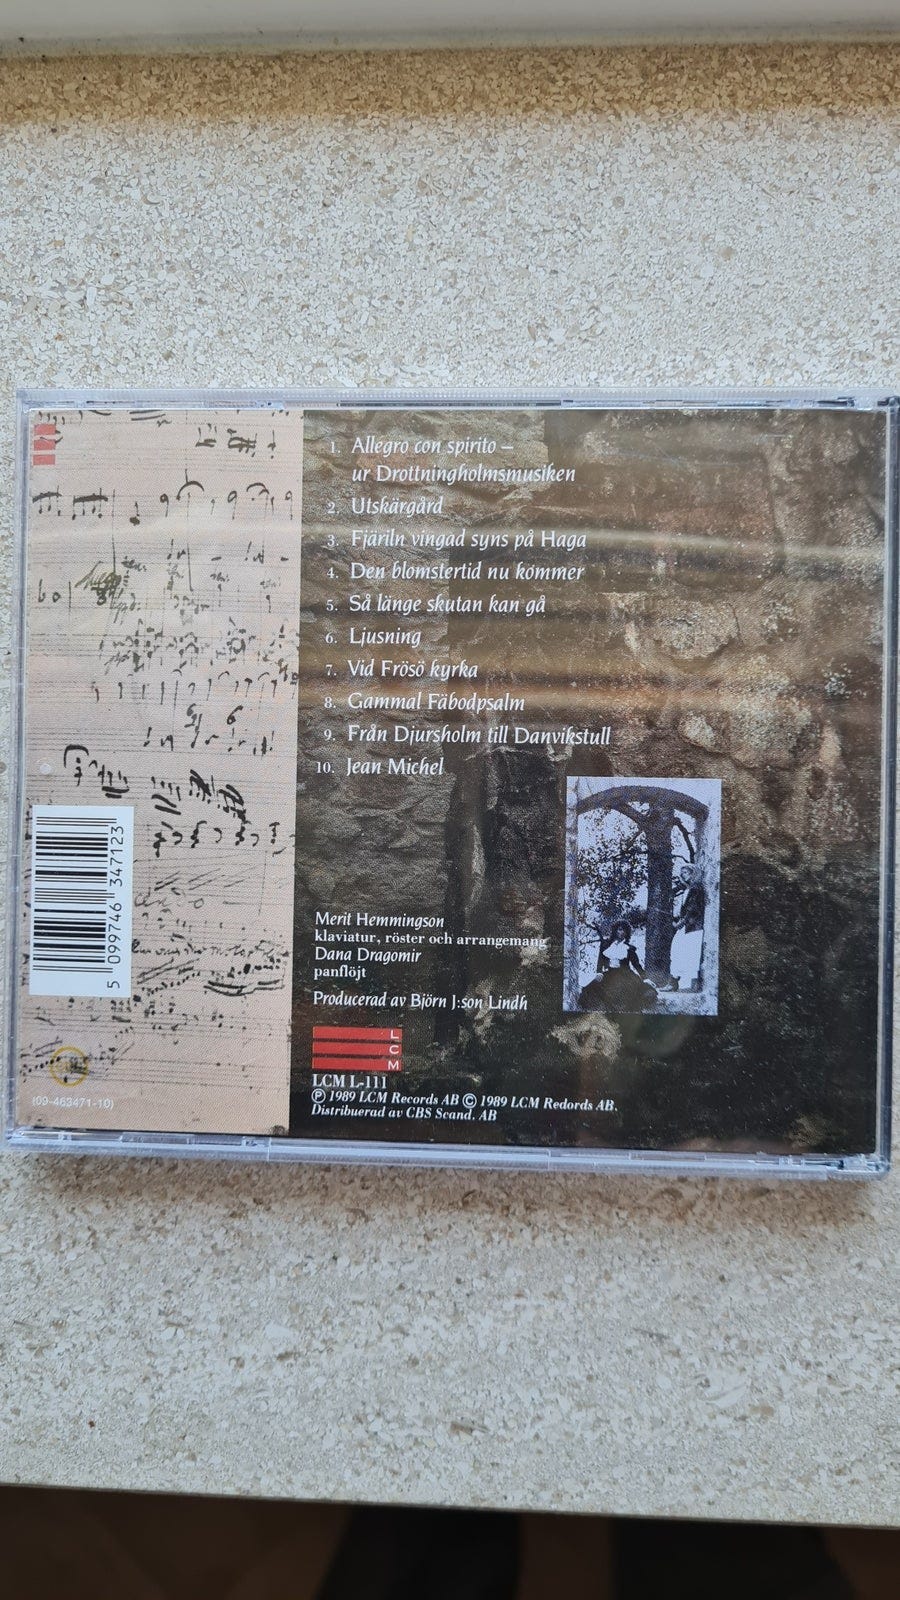 1. Allegro con spirito –
ur Drottningholmsmusiken
2. Utskärgård
3. Fjäriln vingad syns på Haga
4. Den blomstertid nu kommer
5. Så länge skutan kan gå
6. Ljusning
7. Vid Frösö kyrka
8. Gammal Fäbodpsalm
9. Från Djursholm till Danvikstull
10. Jean Michel
Merit Hemmingson
klaviatur, röster och arrangemang
Dana Dragomir
panflöjt
Producerad av Björn J:son Lindh
LCM
LCM L-111
Ⓟ 1989 LCM Records AB © 1989 LCM Redords AB.
Distribuerad av CBS Scand. AB
5 099746 347123
(09-463471-10)